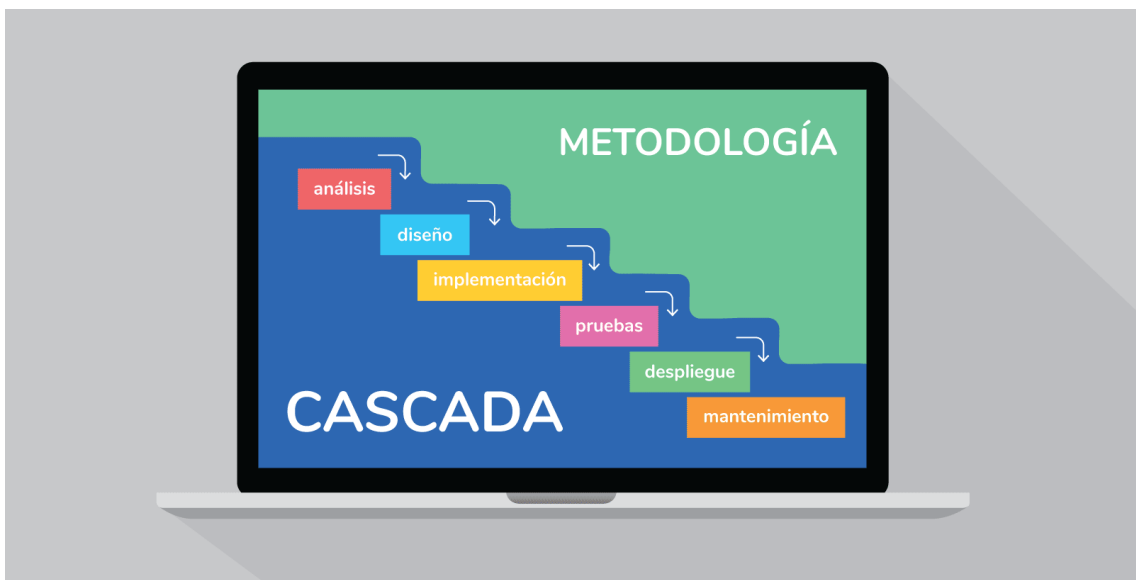 METODOLOGÍA
análisis
diseño
implementación
pruebas
despliegue
CASCADA
mantenimiento